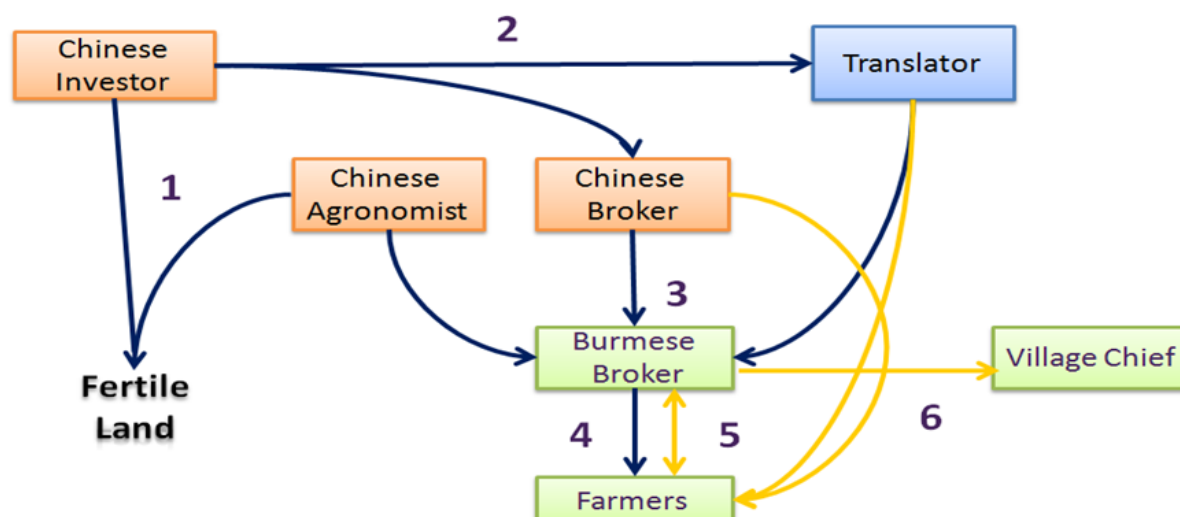 2
Chinese
Investor
Translator
1
Chinese
Agronomist
Chinese
Broker
3
Burmese
Broker
Village Chief
Fertile
Land
4
5
6
Farmers